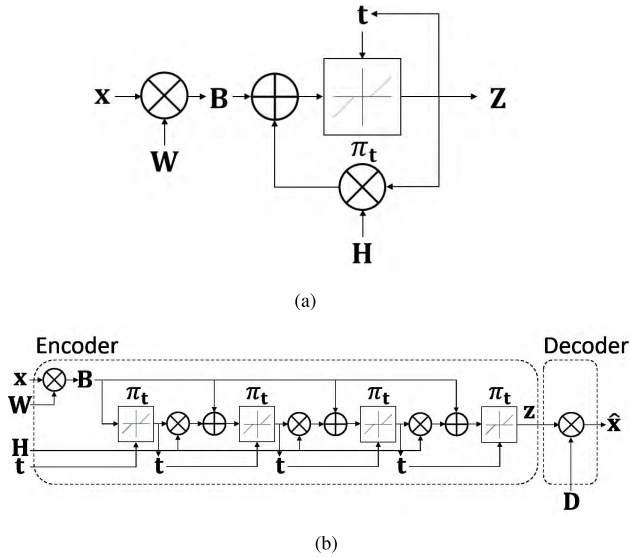 t
x B Z
W
π_t
H
(a)
Encoder Decoder
x B
W
π_t π_t π_t π_t
z x̂
H
t t t t
D
(b)